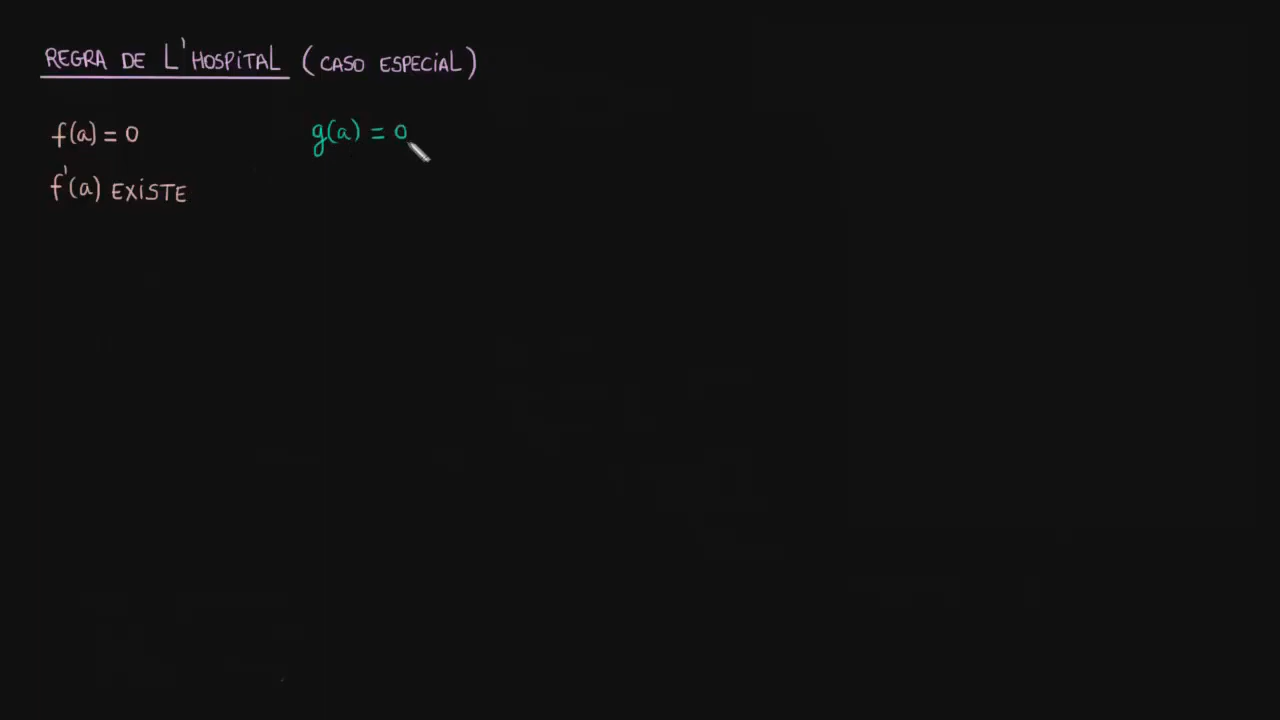 REGRA DE L'HOSPITAL (CASO ESPECIAL)
f(a) = 0 g(a) = 0
f'(a) EXISTE